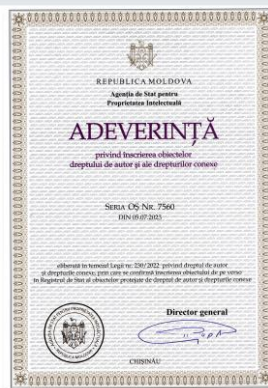 REPUBLICA MOLDOVA
Agenția de Stat pentru
Proprietatea Intelectuală
ADEVERINȚĂ
privind înscrierea obiectelor
dreptului de autor și ale drepturilor conexe
SERIA OȘ NR. 7560
DIN 05.07.2023
eliberată în temeiul Legii nr. 230/2022 privind dreptul de autor
și drepturile conexe, prin care se confirmă înscrierea obiectului de pe verso
în Registrul de Stat al obiectelor protejate de dreptul de autor și drepturile conexe
Director general
CHIȘINĂU